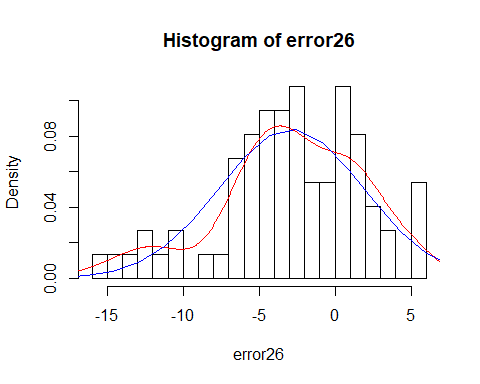 Histogram of error26
Density
0.00 0.04 0.08
-15 -10 -5 0 5
error26